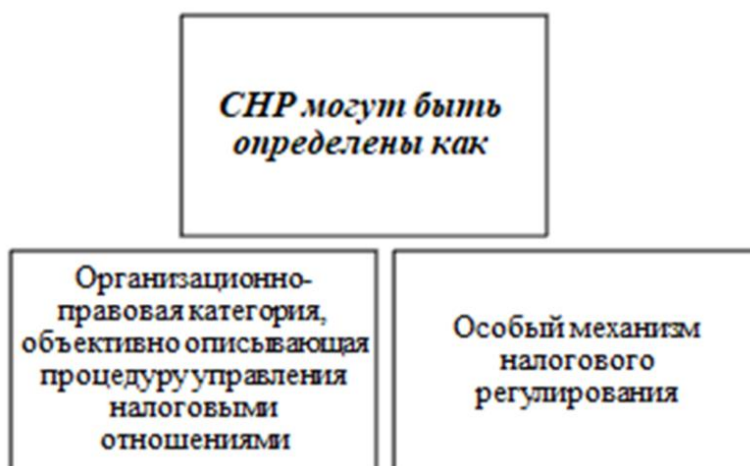 СНР могут быть
определены как
Организационно-
правовая категория,
объективно описывающая
процедуру управления
налоговыми
отношениями
Особый механизм
налогового
регулирования